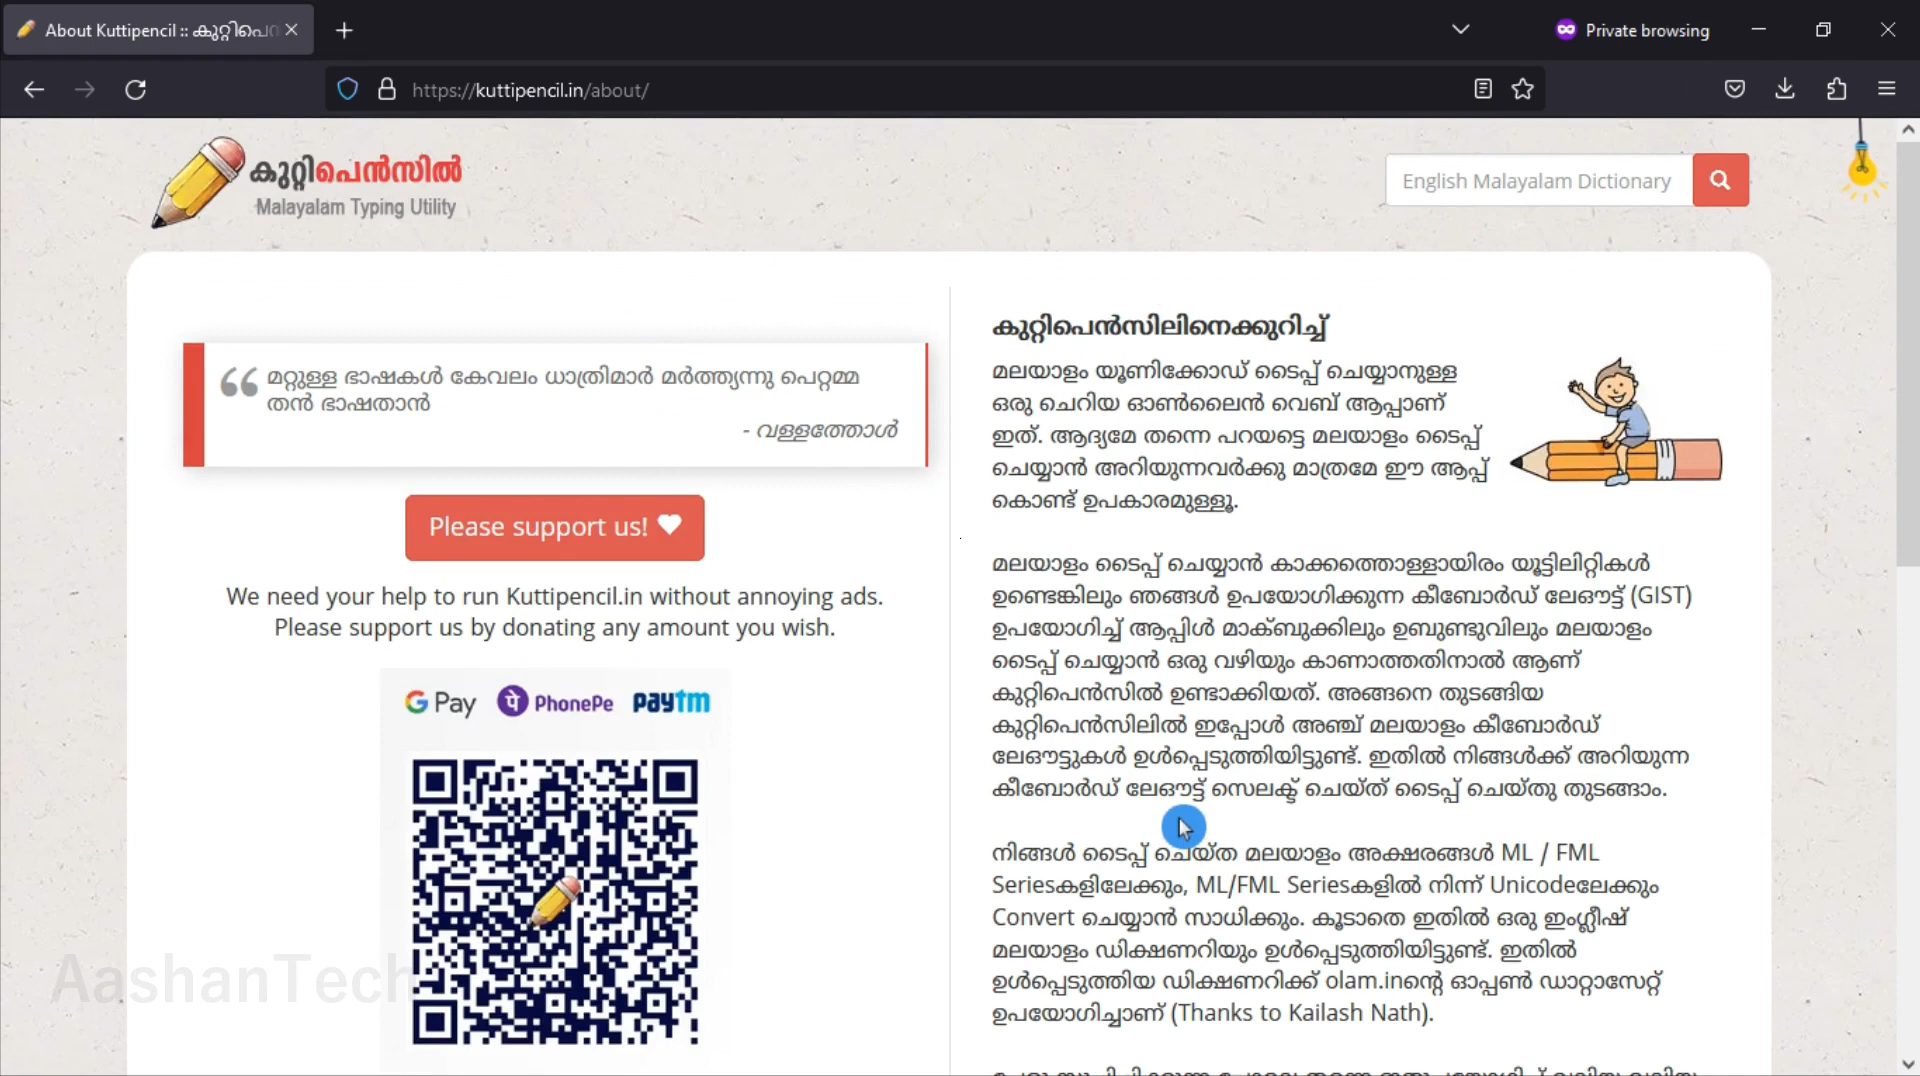 About Kuttipencil :: കുറ്റിപെൻ
Private browsing
https://kuttipencil.in/about/
കുറ്റിപെൻസിൽ
Malayalam Typing Utility
English Malayalam Dictionary
മറ്റുള്ള ഭാഷകൾ കേവലം ധാത്രിമാർ മർത്ത്യന്നു പെറ്റമ്മ
തൻ ഭാഷതാൻ
- വള്ളത്തോൾ
Please support us!
We need your help to run Kuttipencil.in without annoying ads.
Please support us by donating any amount you wish.
G Pay PhonePe paytm
AashanTech
കുറ്റിപെൻസിലിനെക്കുറിച്ച്
മലയാളം യൂണിക്കോഡ് ടൈപ്പ് ചെയ്യാനുള്ള
ഒരു ചെറിയ ഓൺലൈൻ വെബ് ആപ്പാണ്
ഇത്. ആദ്യമേ തന്നെ പറയട്ടെ മലയാളം ടൈപ്പ്
ചെയ്യാൻ അറിയുന്നവർക്കു മാത്രമേ ഈ ആപ്പ്
കൊണ്ട് ഉപകാരമുള്ളൂ.
മലയാളം ടൈപ്പ് ചെയ്യാൻ കാക്കത്തൊള്ളായിരം യൂട്ടിലിറ്റികൾ
ഉണ്ടെങ്കിലും ഞങ്ങൾ ഉപയോഗിക്കുന്ന കീബോർഡ് ലേഔട്ട് (GIST)
ഉപയോഗിച്ച് ആപ്പിൾ മാക്ബുക്കിലും ഉബുണ്ടുവിലും മലയാളം
ടൈപ്പ് ചെയ്യാൻ ഒരു വഴിയും കാണാത്തതിനാൽ ആണ്
കുറ്റിപെൻസിൽ ഉണ്ടാക്കിയത്. അങ്ങനെ തുടങ്ങിയ
കുറ്റിപെൻസിലിൽ ഇപ്പോൾ അഞ്ച് മലയാളം കീബോർഡ്
ലേഔട്ടുകൾ ഉൾപ്പെടുത്തിയിട്ടുണ്ട്. ഇതിൽ നിങ്ങൾക്ക് അറിയുന്ന
കീബോർഡ് ലേഔട്ട് സെലക്ട് ചെയ്ത് ടൈപ്പ് ചെയ്തു തുടങ്ങാം.
നിങ്ങൾ ടൈപ്പ് ചെയ്ത മലയാളം അക്ഷരങ്ങൾ ML / FML
Seriesകളിലേക്കും, ML/FML Seriesകളിൽ നിന്ന് Unicodeലേക്കും
Convert ചെയ്യാൻ സാധിക്കും. കൂടാതെ ഇതിൽ ഒരു ഇംഗ്ലീഷ്
മലയാളം ഡിക്ഷണറിയും ഉൾപ്പെടുത്തിയിട്ടുണ്ട്. ഇതിൽ
ഉൾപ്പെടുത്തിയ ഡിക്ഷണറിക്ക് olam.inന്റെ ഓപ്പൺ ഡാറ്റാസേറ്റ്
ഉപയോഗിച്ചാണ് (Thanks to Kailash Nath).